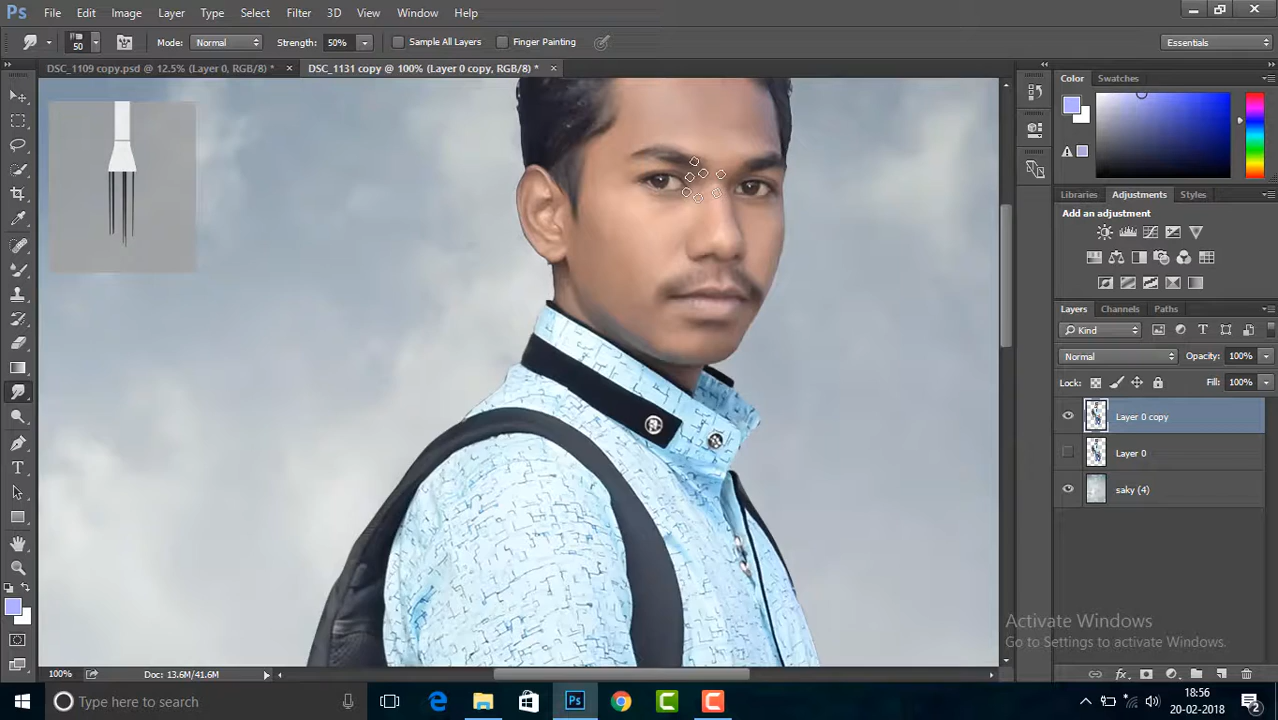 Ps File Edit Image Layer Type Select Filter 3D View Window Help
50 Mode: Normal Strength: 50% Sample All Layers Finger Painting Essentials
DSC_1109 copy.psd @ 12.5% (Layer 0, RGB/8) * × DSC_1131 copy @ 100% (Layer 0 copy, RGB/8) * ×
Color Swatches
Libraries Adjustments Styles
Add an adjustment
Layers Channels Paths
Kind
Normal Opacity: 100%
Lock: Fill: 100%
Layer 0 copy
Layer 0
saky (4)
Activate Windows
Go to Settings to activate Windows.
100% Doc: 13.6M/41.6M
Type here to search
18:56
20-02-2018
2